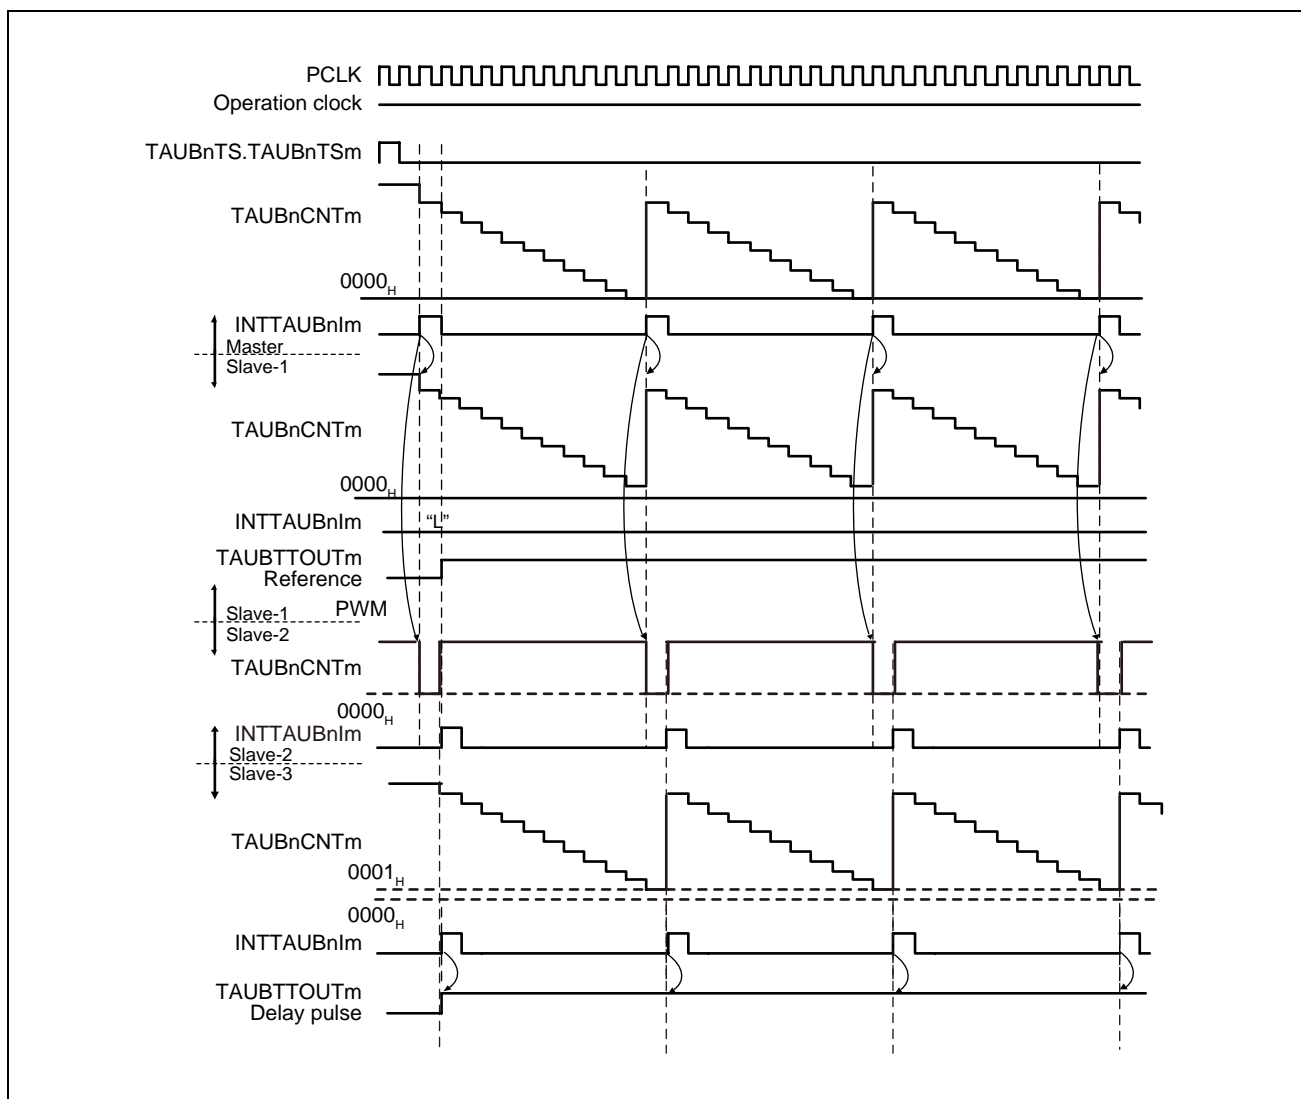 PCLK
Operation clock
TAUBnTS.TAUBnTSm
TAUBnCNTm
0000H
INTTAUBnIm
Master
Slave-1
TAUBnCNTm
0000H
INTTAUBnIm “L”
TAUBTTOUTm
Reference
Slave-1 PWM
Slave-2
TAUBnCNTm
0000H
INTTAUBnIm
Slave-2
Slave-3
TAUBnCNTm
0001H
0000H
INTTAUBnIm
TAUBTTOUTm
Delay pulse